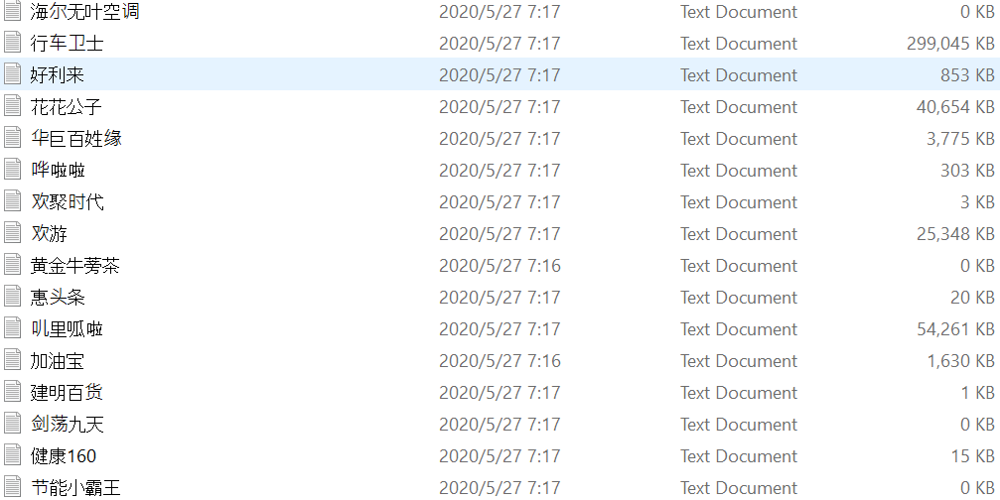 海尔无叶空调 2020/5/27 7:17 Text Document 0 KB
行车卫士 2020/5/27 7:17 Text Document 299,045 KB
好利来 2020/5/27 7:17 Text Document 853 KB
花花公子 2020/5/27 7:17 Text Document 40,654 KB
华巨百姓缘 2020/5/27 7:17 Text Document 3,775 KB
哗啦啦 2020/5/27 7:17 Text Document 303 KB
欢聚时代 2020/5/27 7:17 Text Document 3 KB
欢游 2020/5/27 7:17 Text Document 25,348 KB
黄金牛蒡茶 2020/5/27 7:16 Text Document 0 KB
惠头条 2020/5/27 7:17 Text Document 20 KB
叽里呱啦 2020/5/27 7:17 Text Document 54,261 KB
加油宝 2020/5/27 7:16 Text Document 1,630 KB
建明百货 2020/5/27 7:17 Text Document 1 KB
剑荡九天 2020/5/27 7:17 Text Document 0 KB
健康160 2020/5/27 7:17 Text Document 15 KB
节能小霸王 2020/5/27 7:17 Text Document 0 KB